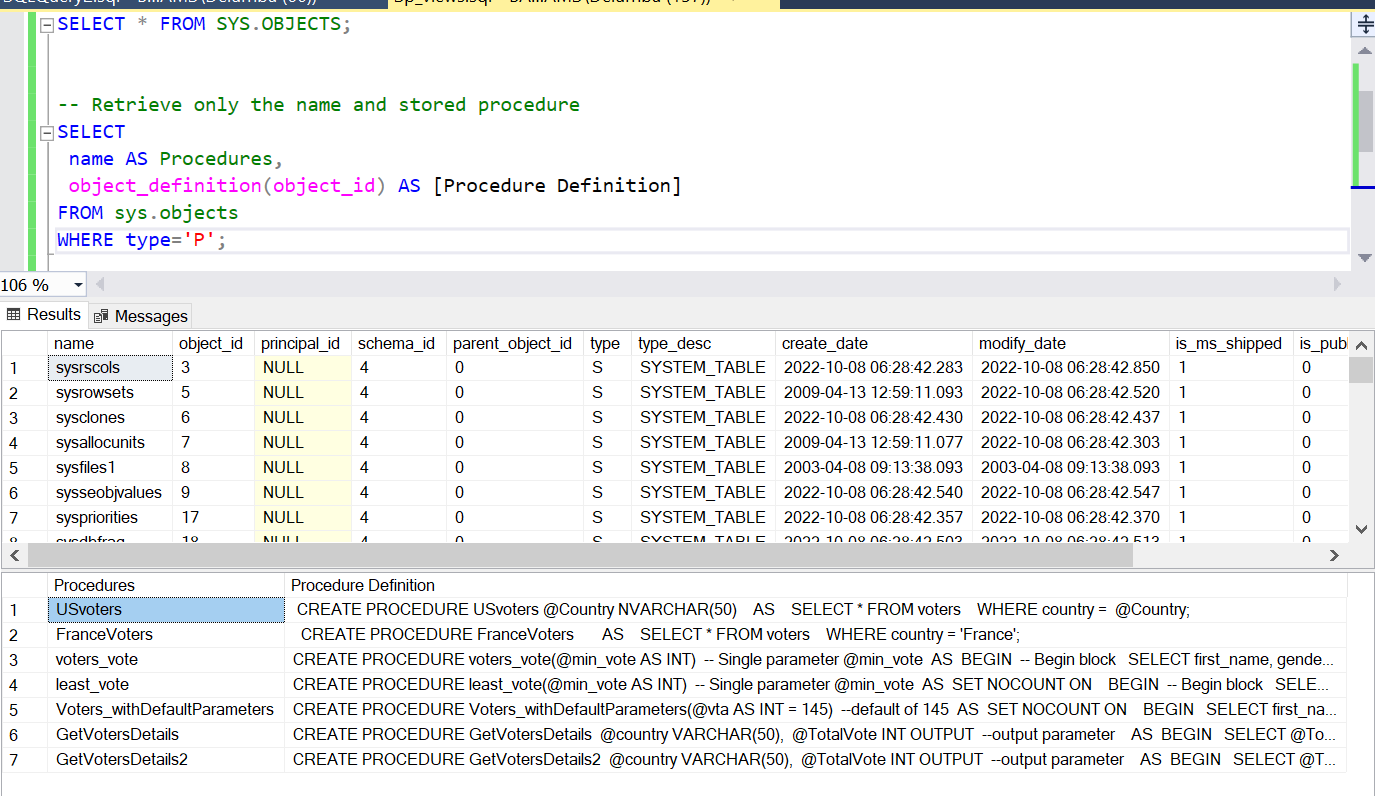 SELECT * FROM SYS.OBJECTS;
-- Retrieve only the name and stored procedure
SELECT
name AS Procedures,
object_definition(object_id) AS [Procedure Definition]
FROM sys.objects
WHERE type='P';
106 %
Results Messages
name object_id principal_id schema_id parent_object_id type type_desc create_date modify_date is_ms_shipped is_publ
1 sysrscols 3 NULL 4 0 S SYSTEM_TABLE 2022-10-08 06:28:42.283 2022-10-08 06:28:42.850 1 0
2 sysrowsets 5 NULL 4 0 S SYSTEM_TABLE 2009-04-13 12:59:11.093 2022-10-08 06:28:42.520 1 0
3 sysclones 6 NULL 4 0 S SYSTEM_TABLE 2022-10-08 06:28:42.430 2022-10-08 06:28:42.437 1 0
4 sysallocunits 7 NULL 4 0 S SYSTEM_TABLE 2009-04-13 12:59:11.077 2022-10-08 06:28:42.303 1 0
5 sysfiles1 8 NULL 4 0 S SYSTEM_TABLE 2003-04-08 09:13:38.093 2003-04-08 09:13:38.093 1 0
6 sysseobjvalues 9 NULL 4 0 S SYSTEM_TABLE 2022-10-08 06:28:42.540 2022-10-08 06:28:42.547 1 0
7 syspriorities 17 NULL 4 0 S SYSTEM_TABLE 2022-10-08 06:28:42.357 2022-10-08 06:28:42.370 1 0
8 sysdbfrag 18 NULL 4 0 S SYSTEM_TABLE 2022-10-08 06:28:42.503 2022-10-08 06:28:42.513 1 0
Procedures Procedure Definition
1 USvoters CREATE PROCEDURE USvoters @Country NVARCHAR(50) AS SELECT * FROM voters WHERE country = @Country;
2 FranceVoters CREATE PROCEDURE FranceVoters AS SELECT * FROM voters WHERE country = 'France';
3 voters_vote CREATE PROCEDURE voters_vote(@min_vote AS INT) -- Single parameter @min_vote AS BEGIN -- Begin block SELECT first_name, gende...
4 least_vote CREATE PROCEDURE least_vote(@min_vote AS INT) -- Single parameter @min_vote AS SET NOCOUNT ON BEGIN -- Begin block SELE...
5 Voters_withDefaultParameters CREATE PROCEDURE Voters_withDefaultParameters(@vta AS INT = 145) --default of 145 AS SET NOCOUNT ON BEGIN SELECT first_na...
6 GetVotersDetails CREATE PROCEDURE GetVotersDetails @country VARCHAR(50), @TotalVote INT OUTPUT --output parameter AS BEGIN SELECT @To...
7 GetVotersDetails2 CREATE PROCEDURE GetVotersDetails2 @country VARCHAR(50), @TotalVote INT OUTPUT --output parameter AS BEGIN SELECT @T...